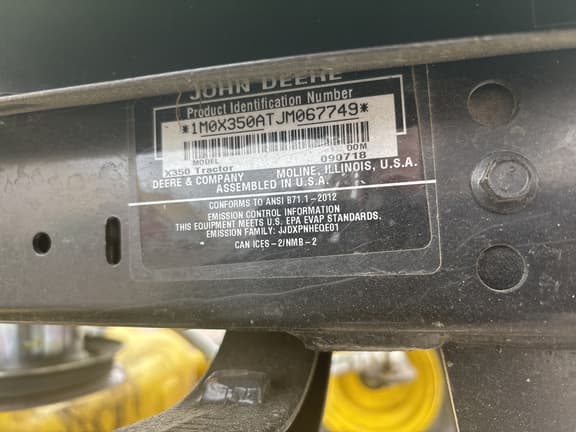 JOHN DEERE
Product Identification Number
*1M0X350ATJM067749*
MODEL
X350 Tractor 090718
DEERE & COMPANY MOLINE, ILLINOIS, U.S.A.
ASSEMBLED IN U.S.A.
CONFORMS TO ANSI B71.1-2012
EMISSION CONTROL INFORMATION
THIS EQUIPMENT MEETS U.S. EPA EVAP STANDARDS.
EMISSION FAMILY: JJDXPNHEQE01
CAN ICES-2/NMB-2